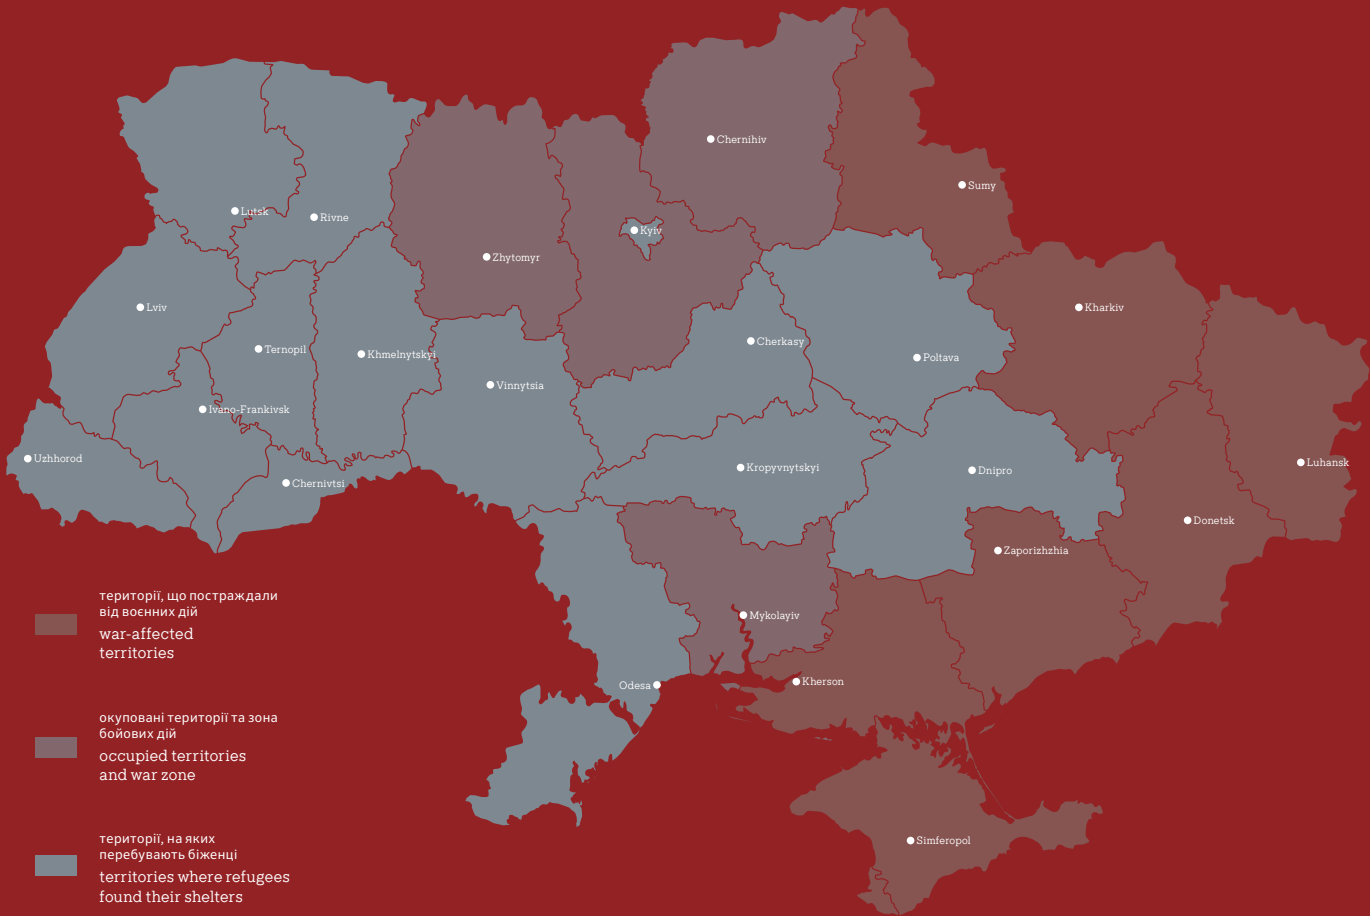 Chernihiv
Sumy
Lutsk
Rivne
Kyiv
Zhytomyr
Lviv
Kharkiv
Ternopil
Khmelnytskyi
Cherkasy
Poltava
Vinnytsia
Ivano-Frankivsk
Uzhhorod
Kropyvnytskyi
Dnipro
Luhansk
Chernivtsi
Donetsk
Zaporizhzhia
Mykolayiv
Odesa
Kherson
Simferopol
території, що постраждали
від воєнних дій
war-affected
territories
окуповані території та зона
бойових дій
occupied territories
and war zone
території, на яких
перебувають біженці
territories where refugees
found their shelters